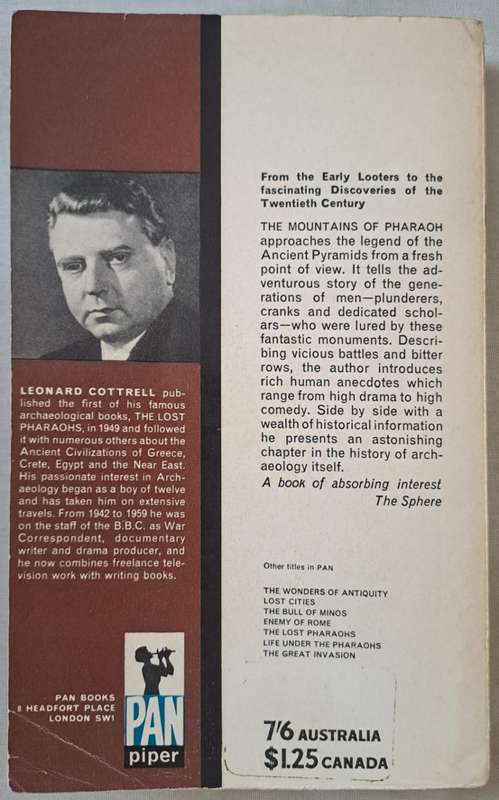 LEONARD COTTRELL pub-
lished the first of his famous
archaeological books, THE LOST
PHARAOHS, in 1949 and followed
it with numerous others about the
Ancient Civilizations of Greece,
Crete, Egypt and the Near East.
His passionate interest in Arch-
aeology began as a boy of twelve
and has taken him on extensive
travels. From 1942 to 1959 he was
on the staff of the B.B.C. as War
Correspondent, documentary
writer and drama producer, and
he now combines freelance tele-
vision work with writing books.
PAN BOOKS
8 HEADFORT PLACE
LONDON SW1
PAN
piper
From the Early Looters to the
fascinating Discoveries of the
Twentieth Century
THE MOUNTAINS OF PHARAOH
approaches the legend of the
Ancient Pyramids from a fresh
point of view. It tells the ad-
venturous story of the gene-
rations of men—plunderers,
cranks and dedicated schol-
ars—who were lured by these
fantastic monuments. Descri-
bing vicious battles and bitter
rows, the author introduces
rich human anecdotes which
range from high drama to high
comedy. Side by side with a
wealth of historical information
he presents an astonishing
chapter in the history of arch-
aeology itself.
A book of absorbing interest
The Sphere
Other titles in PAN
THE WONDERS OF ANTIQUITY
LOST CITIES
THE BULL OF MINOS
ENEMY OF ROME
THE LOST PHARAOHS
LIFE UNDER THE PHARAOHS
THE GREAT INVASION
7'6 AUSTRALIA
$1.25 CANADA